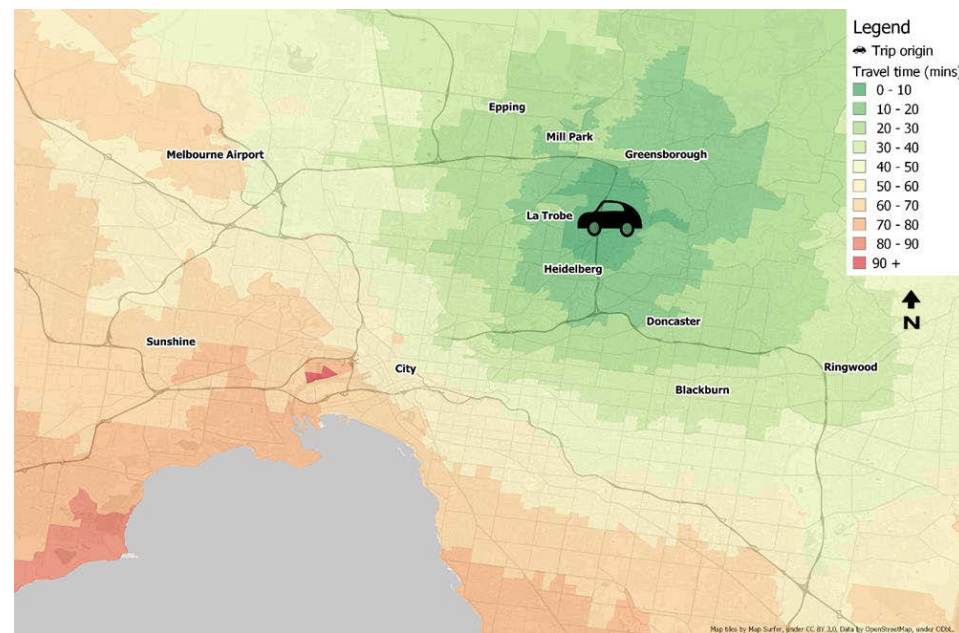 Legend
Trip origin
Travel time (mins)
0 - 10
10 - 20
20 - 30
30 - 40
40 - 50
50 - 60
60 - 70
70 - 80
80 - 90
90 +
N
Epping
Mill Park
Melbourne Airport
Greensborough
La Trobe
Heidelberg
Doncaster
Sunshine
City
Ringwood
Blackburn
Map tiles by Map Surfer, under CC BY 3.0, Data by OpenStreetMap, under ODbL.